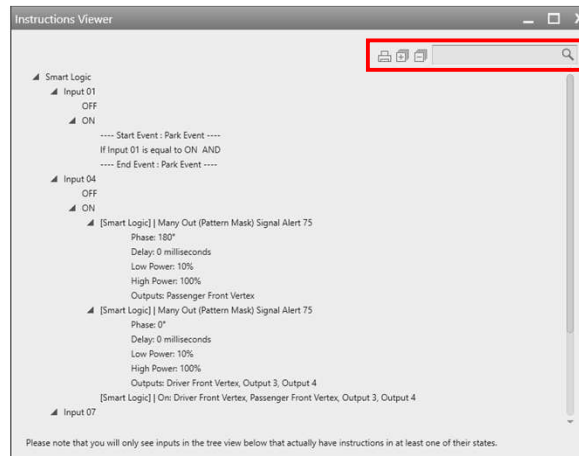 Instructions Viewer
Smart Logic
Input 01
OFF
ON
---- Start Event : Park Event ----
If Input 01 is equal to ON  AND
---- End Event : Park Event ----
Input 04
OFF
ON
[Smart Logic] | Many Out (Pattern Mask) Signal Alert 75
Phase: 180°
Delay: 0 milliseconds
Low Power: 10%
High Power: 100%
Outputs: Passenger Front Vertex
[Smart Logic] | Many Out (Pattern Mask) Signal Alert 75
Phase: 0°
Delay: 0 milliseconds
Low Power: 10%
High Power: 100%
Outputs: Driver Front Vertex, Output 3, Output 4
[Smart Logic] | On: Driver Front Vertex, Passenger Front Vertex, Output 3, Output 4
Input 07
Please note that you will only see inputs in the tree view below that actually have instructions in at least one of their states.